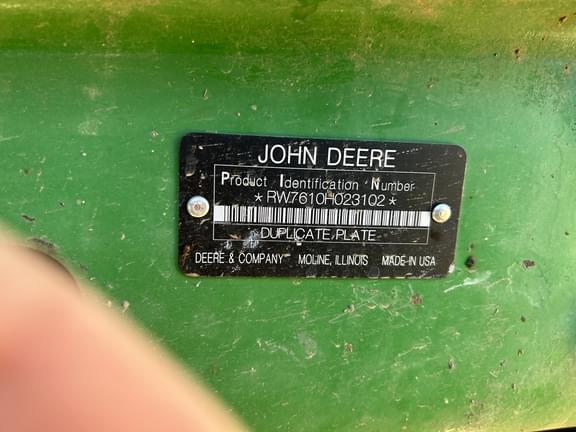 JOHN DEERE
Product Identification Number
* RW7610H023102 *
DUPLICATE PLATE
DEERE & COMPANY MOLINE, ILLINOIS MADE IN USA